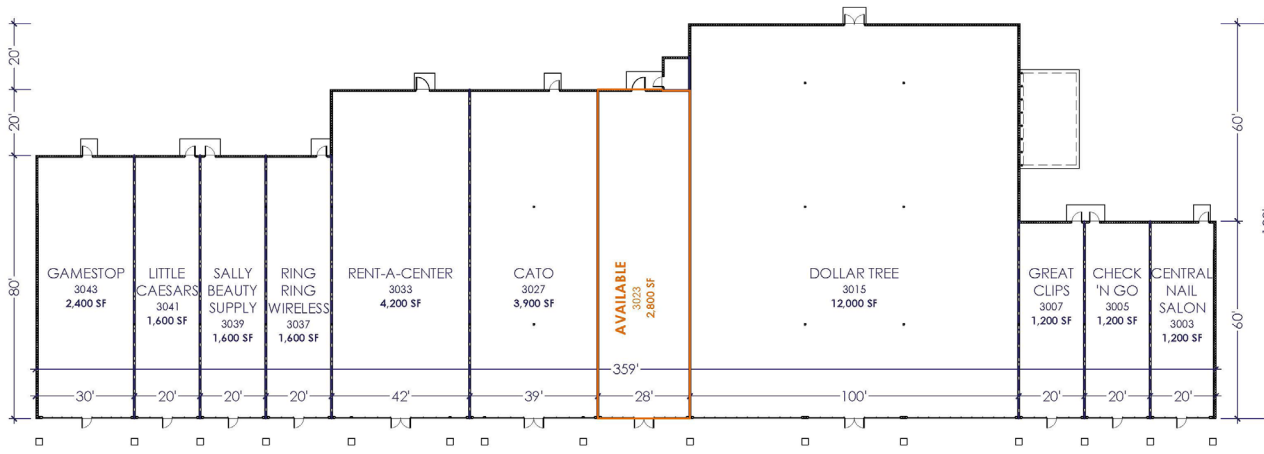 20'
20'
80'
GAMESTOP
3043
2,400 SF
LITTLE
CAESARS
3041
1,600 SF
SALLY
BEAUTY
SUPPLY
3039
1,600 SF
RING
RING
WIRELESS
3037
1,600 SF
RENT-A-CENTER
3033
4,200 SF
CATO
3027
3,900 SF
AVAILABLE
3023
2,800 SF
DOLLAR TREE
3015
12,000 SF
GREAT
CLIPS
3007
1,200 SF
CHECK
'N GO
3005
1,200 SF
CENTRAL
NAIL
SALON
3003
1,200 SF
60'
60'
359'
30'
20'
20'
20'
42'
39'
28'
100'
20'
20'
20'